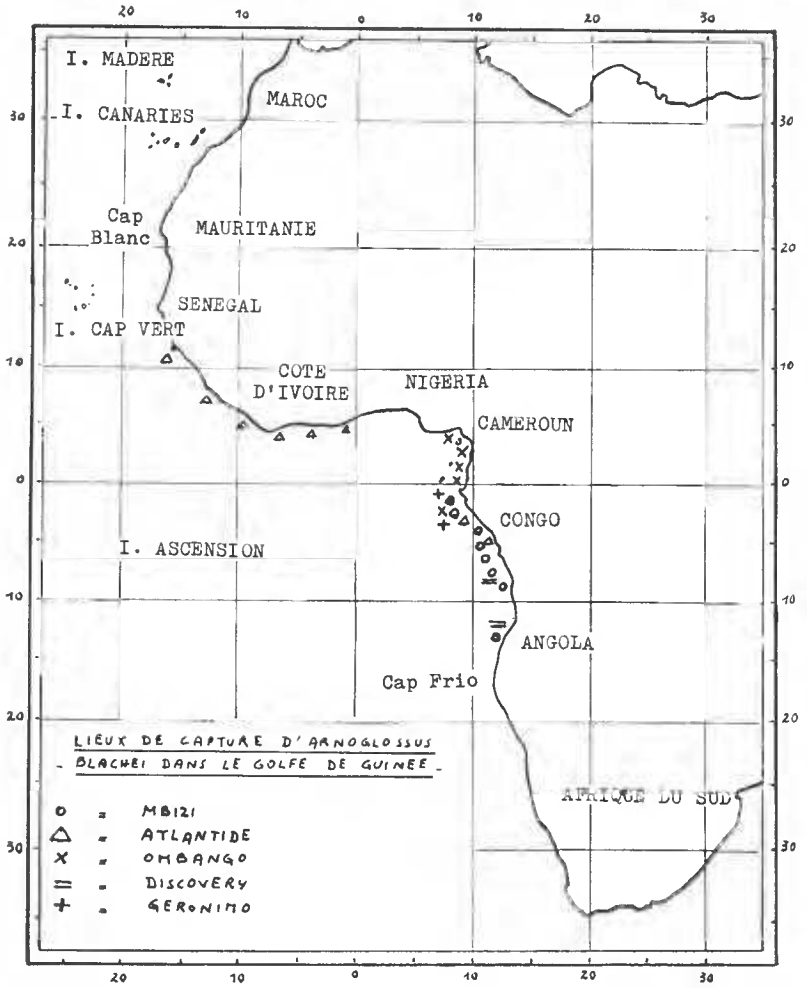 20 10 0 10 20 30
I. MADERE
MAROC
I. CANARIES
30 30
Cap
Blanc
MAURITANIE
20 20
SENEGAL
I. CAP VERT
10 10
COTE
D'IVOIRE
NIGERIA
CAMEROUN
0 0
CONGO
I. ASCENSION
10 10
ANGOLA
Cap Frio
20 20
LIEUX DE CAPTURE D'ARNOGLOSSUS
- BLACHEI DANS LE GOLFE DE GUINEE -
AFRIQUE DU SUD
O = MBIZI
△ " ATLANTIDE
30 30
X " OMBANGO
= " DISCOVERY
+ " GERONIMO
20 10 0 10 20 30